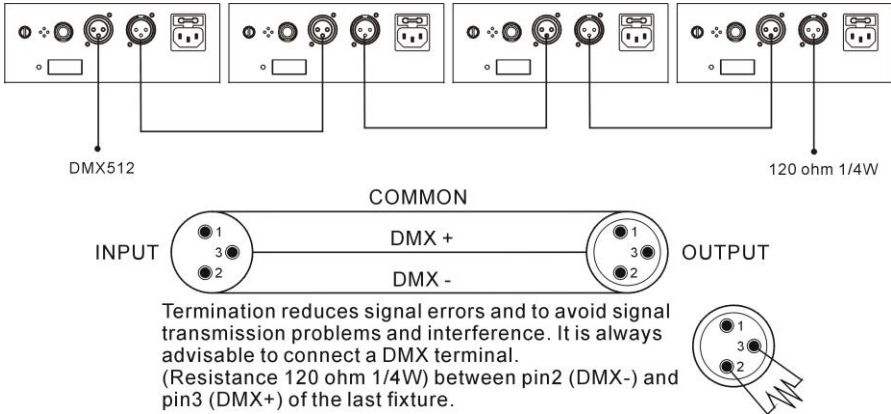 DMX512
120 ohm 1/4W
COMMON
INPUT
1
3
2
DMX +
DMX -
1
3
2
OUTPUT
Termination reduces signal errors and to avoid signal
transmission problems and interference. It is always
advisable to connect a DMX terminal.
(Resistance 120 ohm 1/4W) between pin2 (DMX-) and
pin3 (DMX+) of the last fixture.
1
3
2